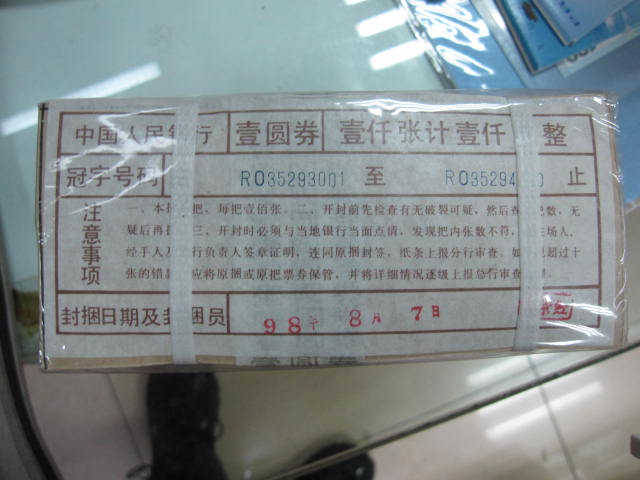 中国人民银行 壹圆券 壹仟张计壹仟 整
冠字号码 RO35293001 至 RO35294 0 止
注意事项
一、本 把，每把壹佰张。二、开封前先检查有无破裂可疑，然后查 把数，无
疑后再 三、开封时必须与当地银行当面点清，发现把内张数不符， 在场人、
经手人及 行负责人签章证明，连同原捆封签，纸条上报分行审查。如 已超过十
张的错 应将原捆或原把票券保管，并将详细情况逐级上报总行审查
封捆日期及封捆员 98年 8月 7日